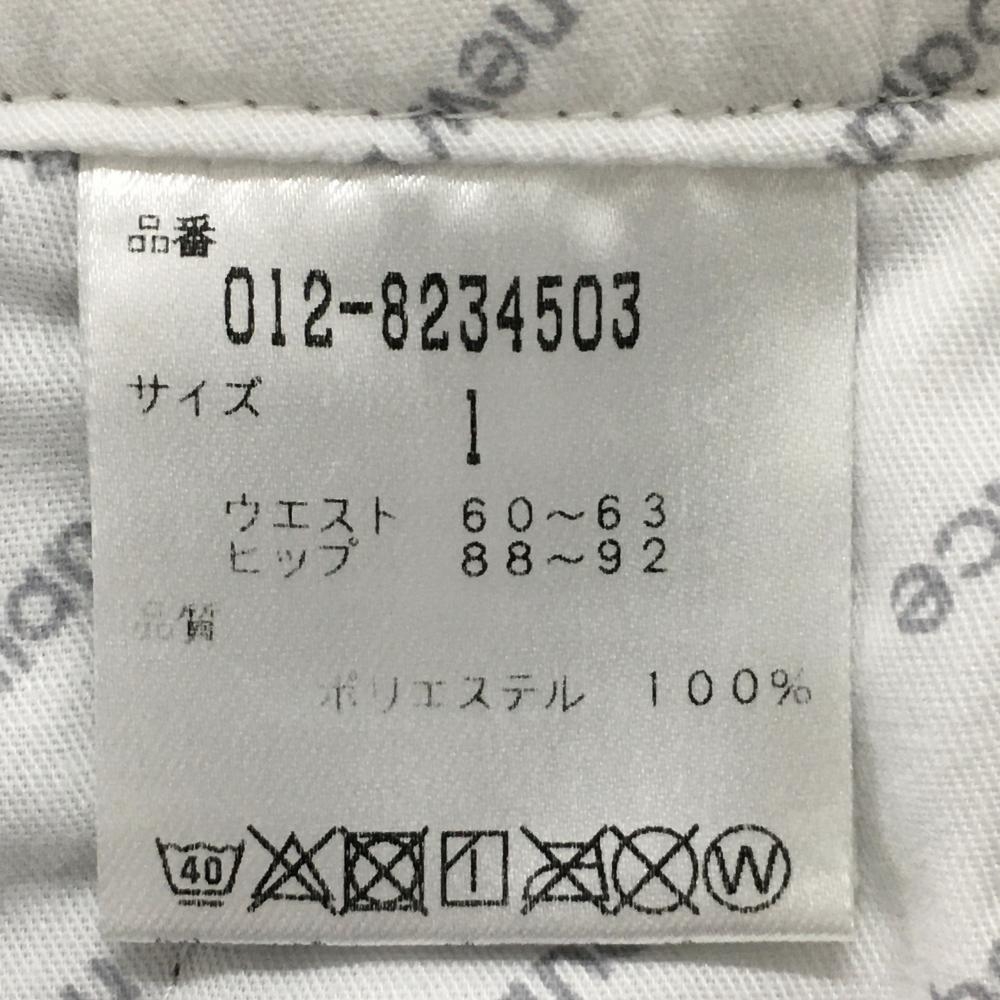 new
品番
012-8234503
サイズ 1
ウエスト 60～63
ヒップ 88～92
品質
ポリエステル 100%
40
W